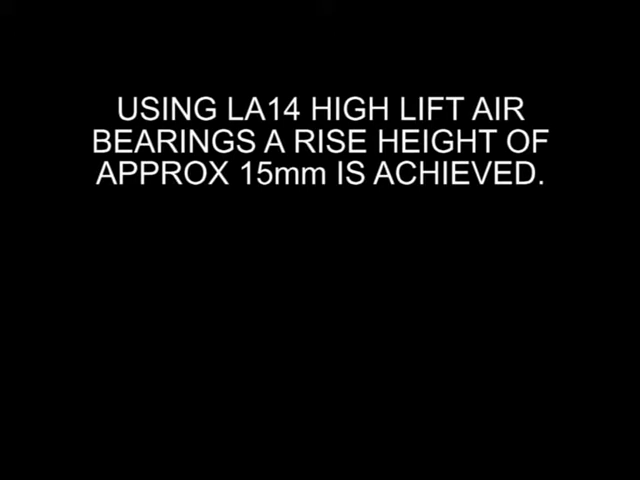 USING LA14 HIGH LIFT AIR
BEARINGS A RISE HEIGHT OF
APPROX 15mm IS ACHIEVED.